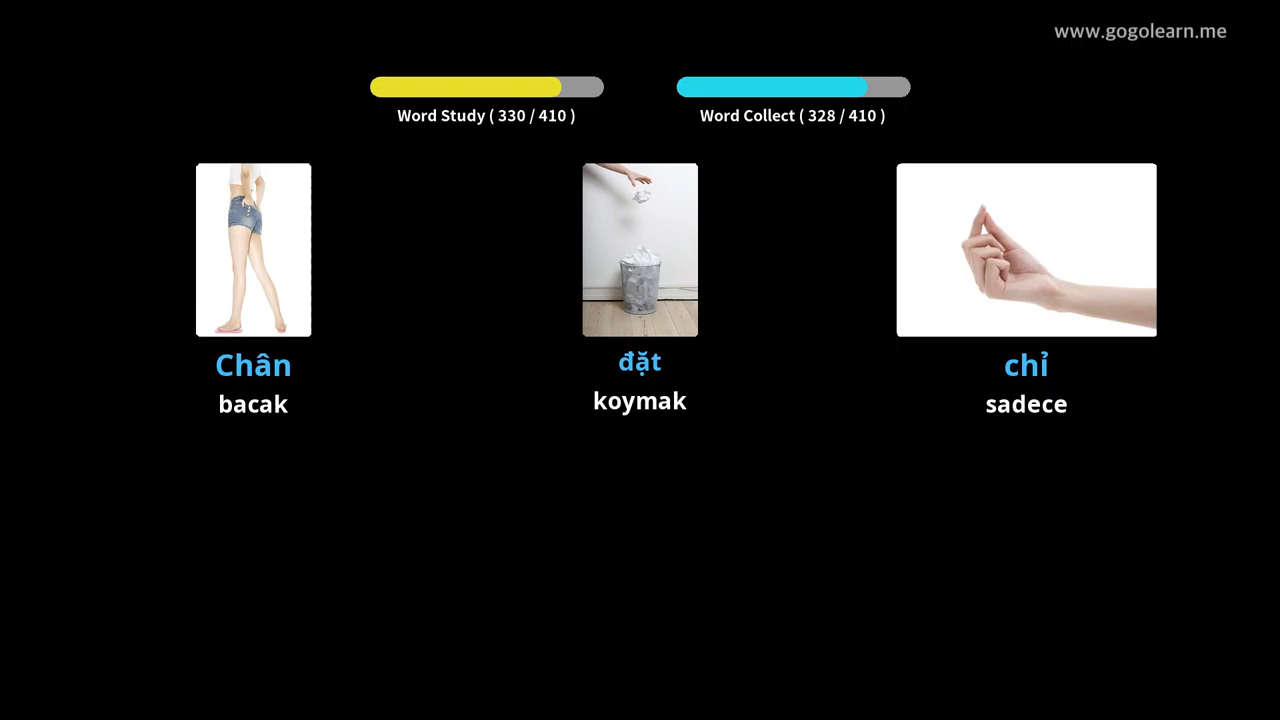 www.gogolearn.me
Word Study ( 330 / 410 )
Word Collect ( 328 / 410 )
Chân
bacak
đặt
koymak
chỉ
sadece